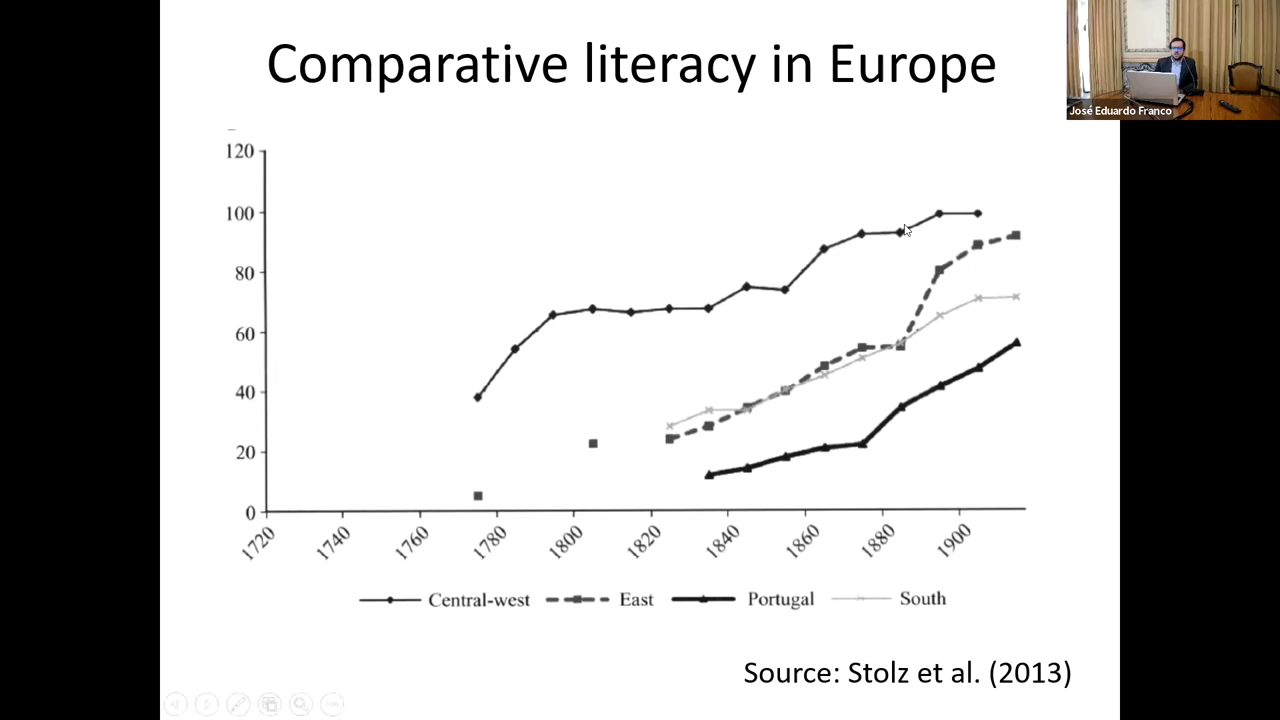 Comparative literacy in Europe
José Eduardo Franco
120
100
80
60
40
20
0
1720
1740
1760
1780
1800
1820
1840
1860
1880
1900
Central-west
East
Portugal
South
Source: Stolz et al. (2013)